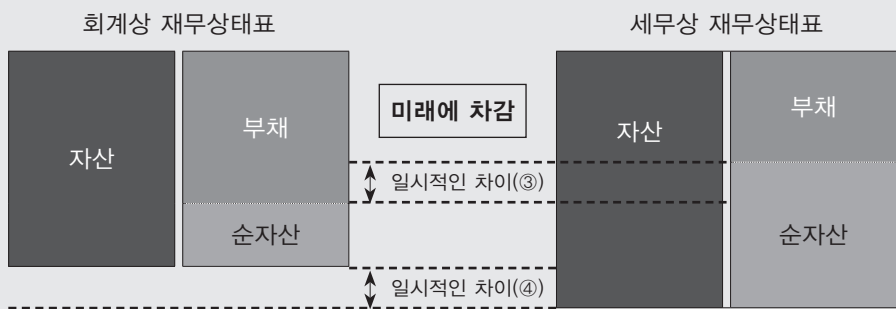 회계상 재무상태표
세무상 재무상태표
자산
부채
순자산
미래에 차감
일시적인 차이(③)
일시적인 차이(④)
자산
부채
순자산